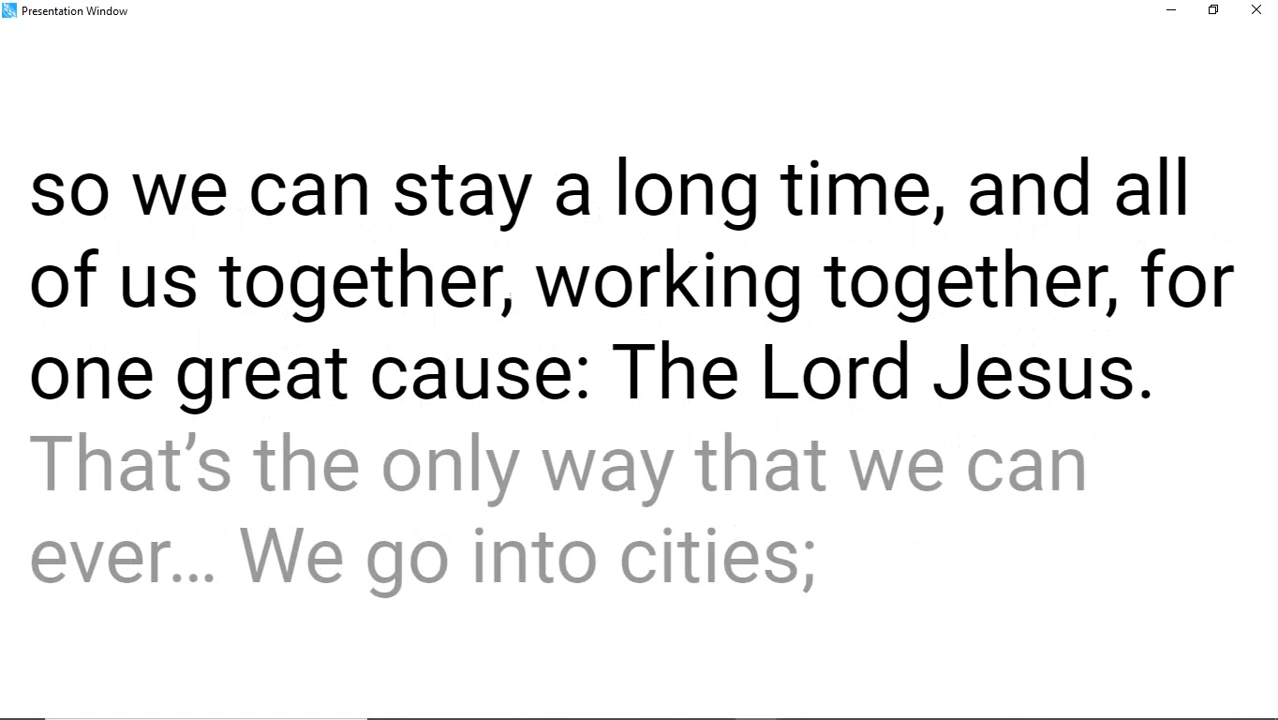 Presentation Window
so we can stay a long time, and all
of us together, working together, for
one great cause: The Lord Jesus.
That’s the only way that we can
ever… We go into cities;